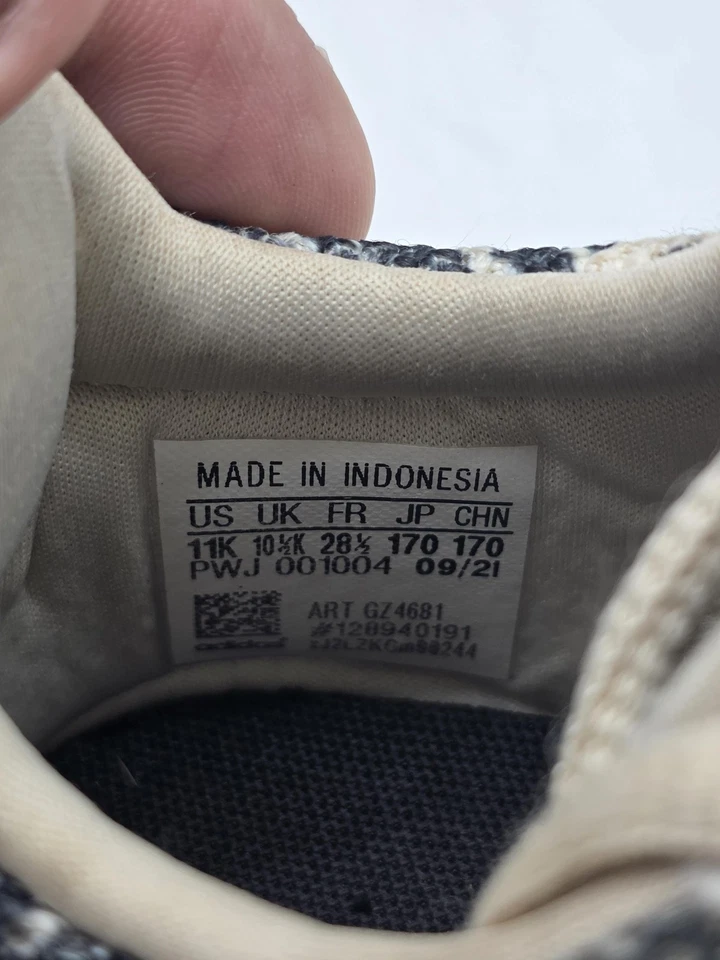 MADE IN INDONESIA
US UK FR JP CHN
11K 10½K 28½ 170 170
PWJ 001004 09/21
ART GZ4681
#128940191
adidas